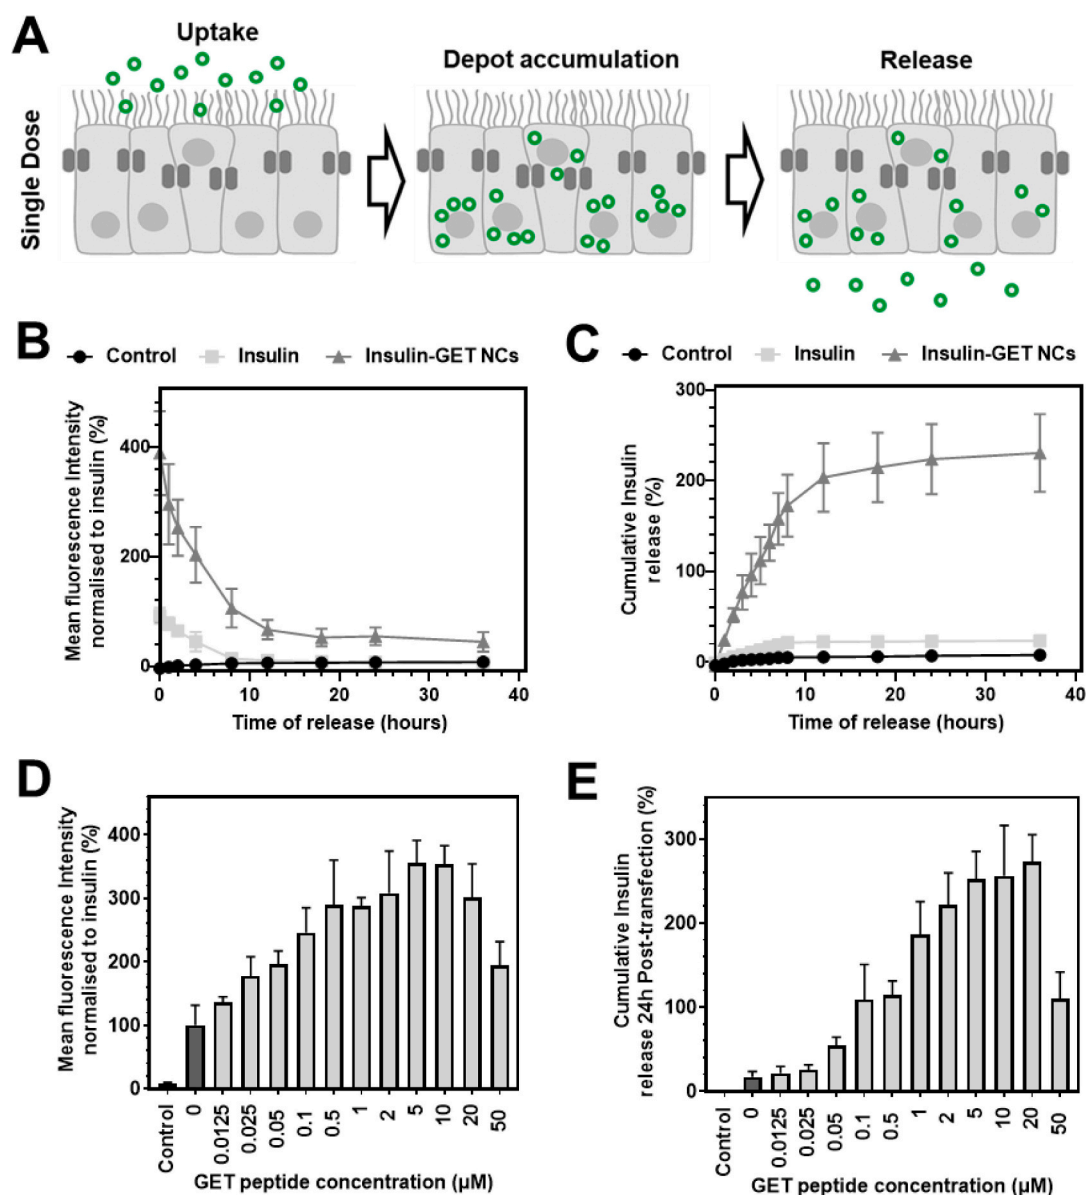 A
Uptake
Depot accumulation
Release
Single Dose
B
Control
Insulin
Insulin-GET NCs
Mean fluorescence Intensity
normalised to insulin (%)
400
200
0
0
10
20
30
40
Time of release (hours)
C
Control
Insulin
Insulin-GET NCs
Cumulative Insulin
release (%)
300
200
100
0
0
10
20
30
40
Time of release (hours)
D
Mean fluorescence Intensity
normalised to insulin (%)
400
300
200
100
0
Control
0
0.0125
0.025
0.05
0.1
0.5
1
2
5
10
20
50
GET peptide concentration (µM)
E
Cumulative Insulin
release 24h Post-transfection (%)
300
200
100
0
Control
0
0.0125
0.025
0.05
0.1
0.5
1
2
5
10
20
50
GET peptide concentration (µM)